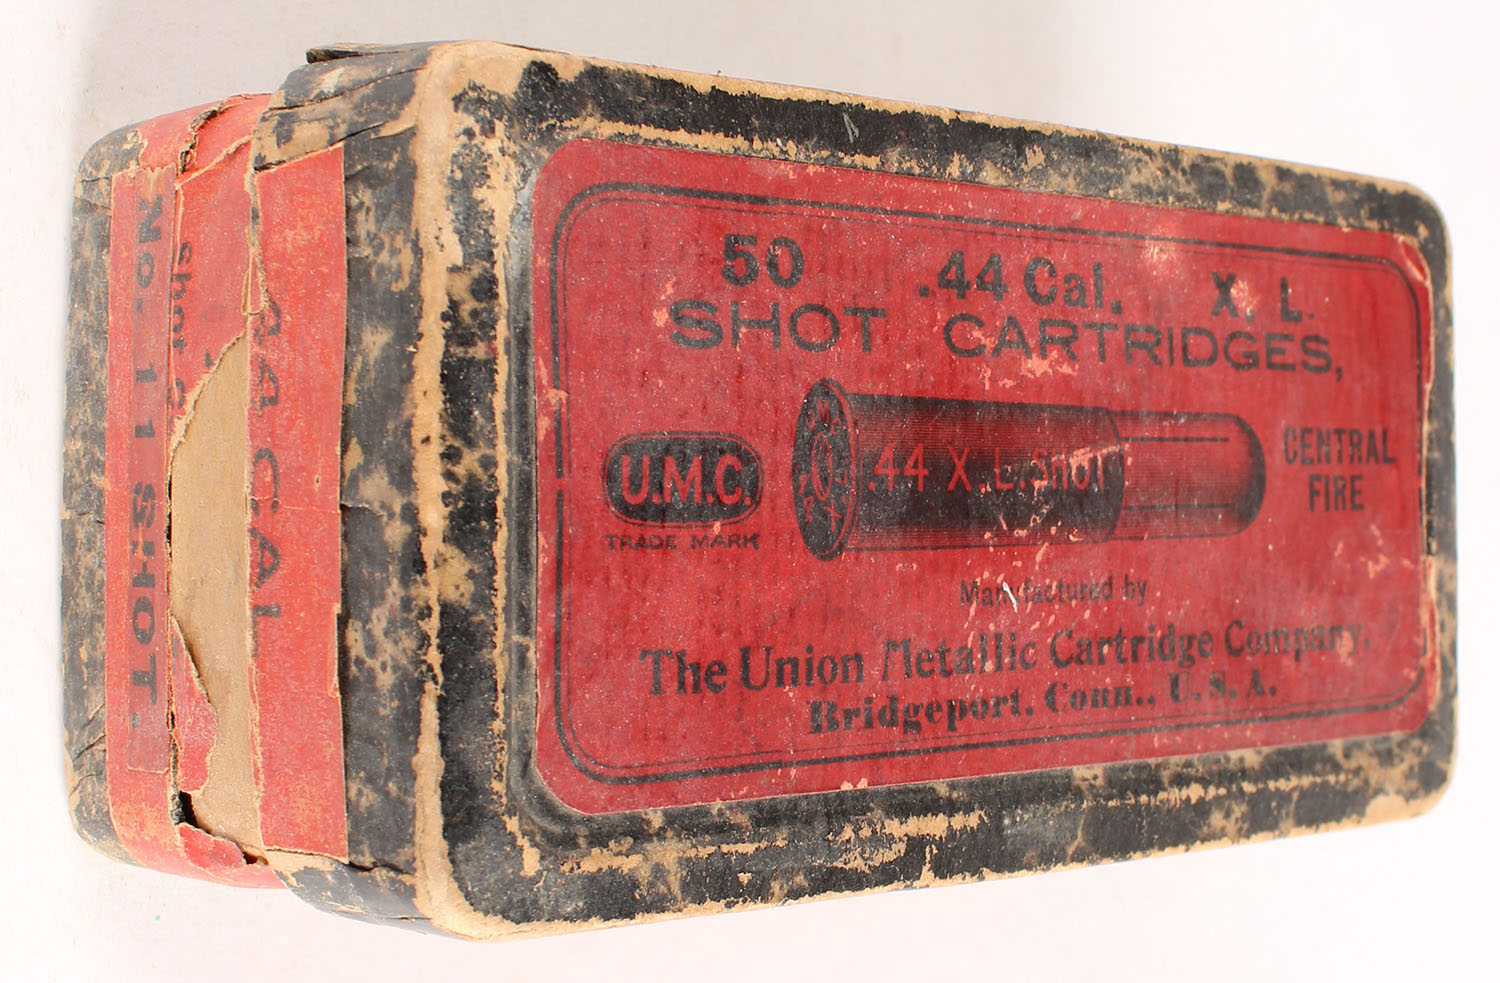 50 .44 Cal. X. L.
SHOT CARTRIDGES,
U.M.C.
TRADE MARK
U M C
.44 X.L.SHOT
CENTRAL
FIRE
Manufactured by
The Union Metallic Cartridge Company,
Bridgeport, Conn., U. S. A.
44 CAL
Shot
No. 11 SHOT.